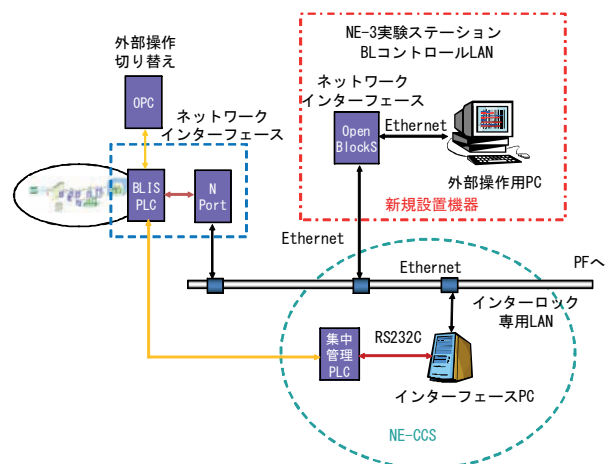 NE-3実験ステーション
BLコントロールLAN
外部操作
切り替え
OPC
ネットワーク
インターフェース
BLIS
PLC
N
Port
ネットワーク
インターフェース
Open
BlockS
Ethernet
外部操作用PC
新規設置機器
Ethernet
Ethernet
PFへ
インターロック
専用LAN
集中
管理
PLC
RS232C
インターフェースPC
NE-CCS